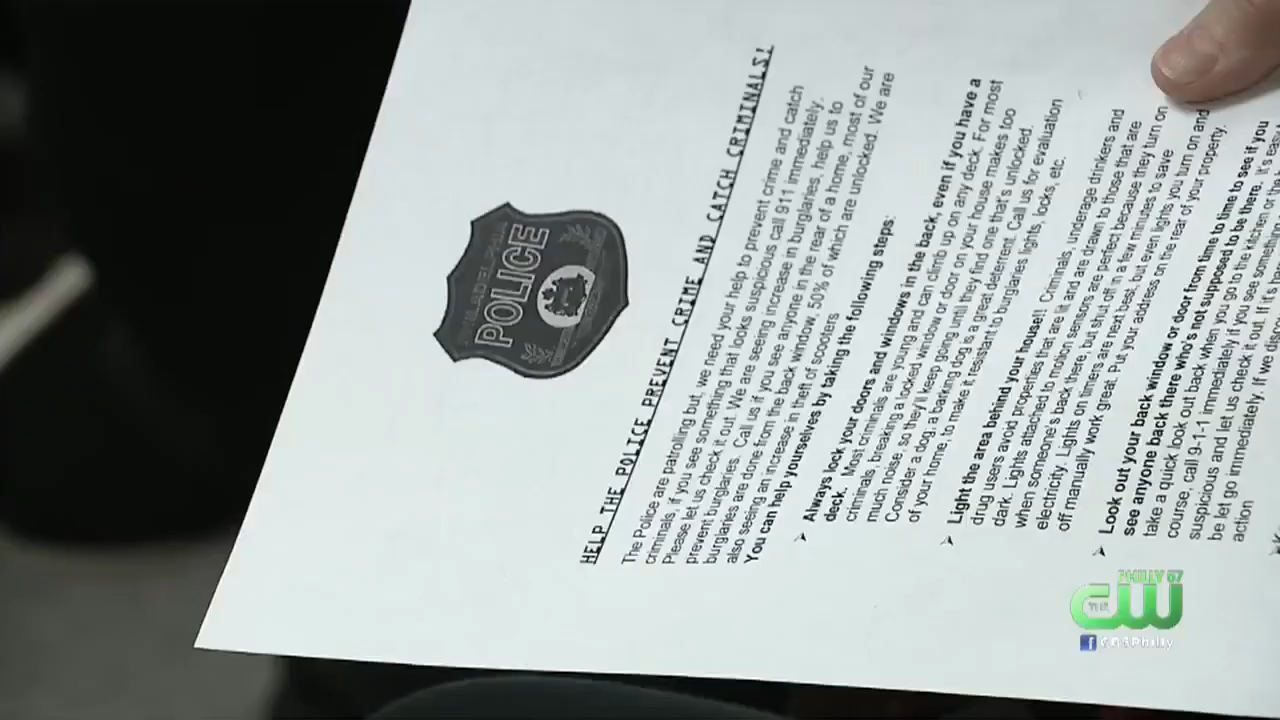 PHILADELPHIA
POLICE
HELP THE POLICE PREVENT CRIME AND CATCH CRIMINALS!
The Police are patrolling but, we need your help to prevent crime and catch
criminals, if you see something that looks suspicious call 911 immediately.
Please let us check it out. We are seeing increase in burglaries, help us to
prevent burglaries. Call us if you see anyone in the rear of a home, most of our
burglaries are done from the back window, 50% of which are unlocked. We are
also seeing an increase in theft of scooters
You can help yourselves by taking the following steps:
➢ Always lock your doors and windows in the back, even if you have a
deck. Most criminals are young and can climb up on any deck. For most
criminals, breaking a locked window or door on your house makes too
much noise, so they'll keep going until they find one that's unlocked.
Consider a dog: a barking dog is a great deterrent. Call us for evaluation
of your home, to make it resistant to burglaries lights, locks, etc.
➢ Light the area behind your house!! Criminals, underage drinkers and
drug users avoid properties that are lit and are drawn to those that are
dark. Lights attached to motion sensors are perfect because they turn on
when someone's back there, but shut off in a few minutes to save
electricity. Lights on timers are next best, but even lights you turn on and
off manually work great. Put your address on the rear of your property.
➢ Look out your back window or door from time to time to see if you
see anyone back there who's not supposed to be there, it's easy
take a quick look out back when you go to the kitchen or
course, call 9-1-1 immediately if you see something
suspicious and let us check it out. If it's
be let go immediately, If we
action
PHILLY 57
THE CW
f CBSPhilly